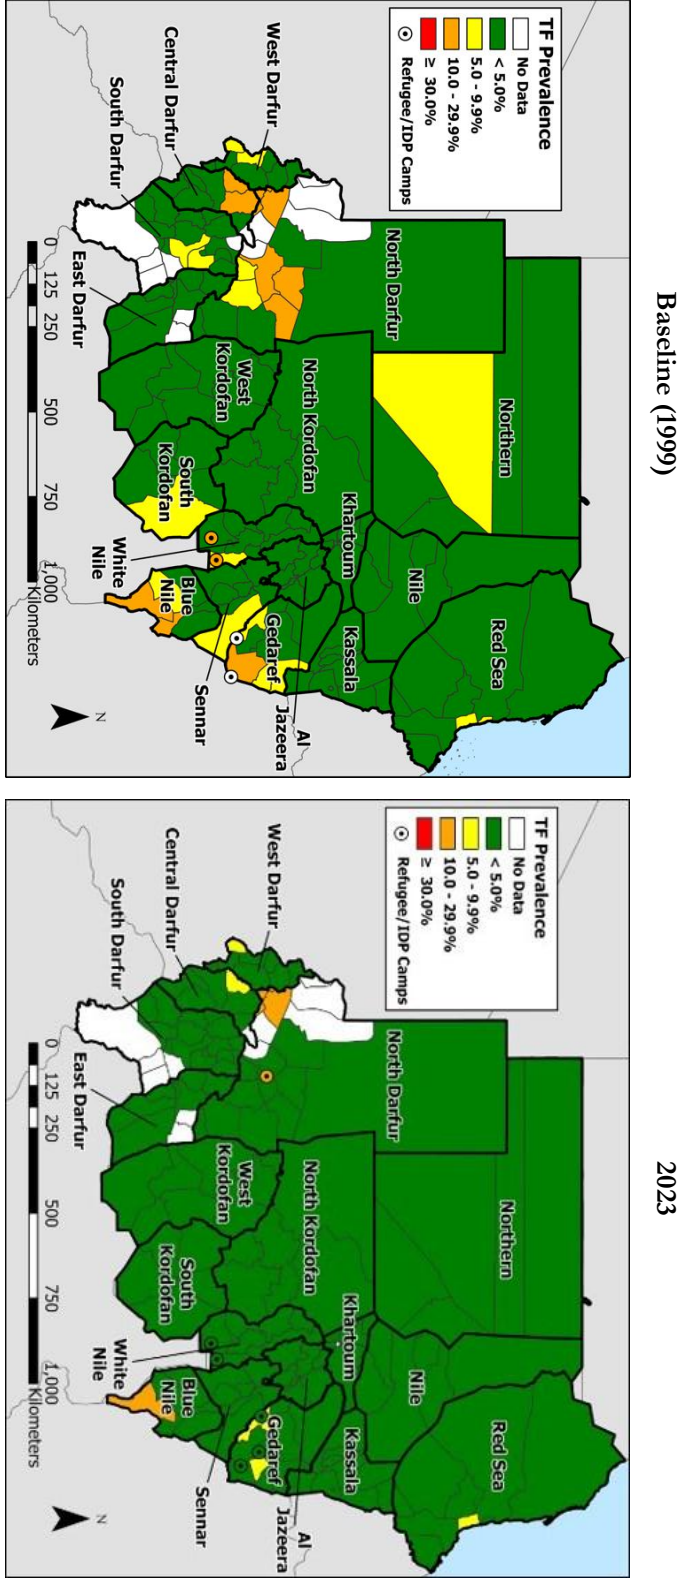 Baseline (1999)
TF Prevalence
No Data
< 5.0%
5.0 - 9.9%
10.0 - 29.9%
≥ 30.0%
Refugee/IDP Camps
Northern
Red Sea
Nile
North Darfur
Khartoum
Kassala
North Kordofan
West Darfur
Central Darfur
South Darfur
East Darfur
West
Kordofan
South
Kordofan
White
Nile
Blue
Nile
Gedaref
Al
Jazeera
Sennar
N
0 125 250 500 750 1,000
Kilometers
2023
TF Prevalence
No Data
< 5.0%
5.0 - 9.9%
10.0 - 29.9%
≥ 30.0%
Refugee/IDP Camps
Northern
Red Sea
Nile
North Darfur
Khartoum
Kassala
North Kordofan
West Darfur
Central Darfur
South Darfur
East Darfur
West
Kordofan
South
Kordofan
White
Nile
Blue
Nile
Gedaref
Al
Jazeera
Sennar
N
0 125 250 500 750 1,000
Kilometers